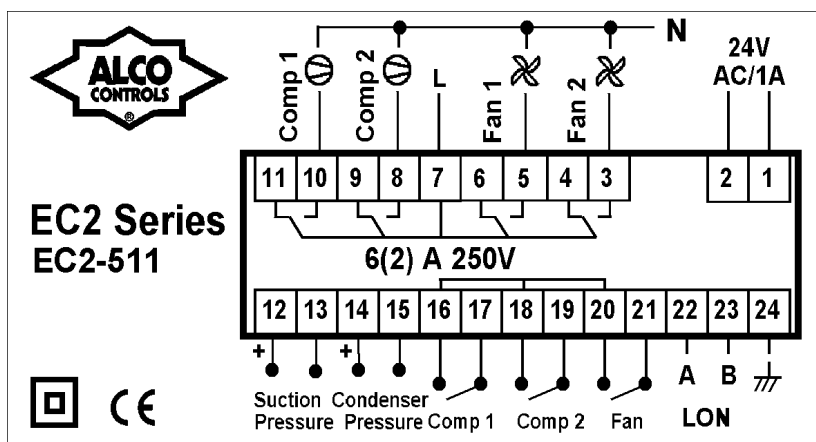 ALCO
CONTROLS
®
Comp 1
Comp 2
L
Fan 1
Fan 2
N
24V
AC/1A
11 10 9 8 7 6 5 4 3 2 1
EC2 Series
EC2-511
6(2) A 250V
12 13 14 15 16 17 18 19 20 21 22 23 24
+ +
Suction Condenser
Pressure Pressure Comp 1 Comp 2 Fan
A B
LON
CE